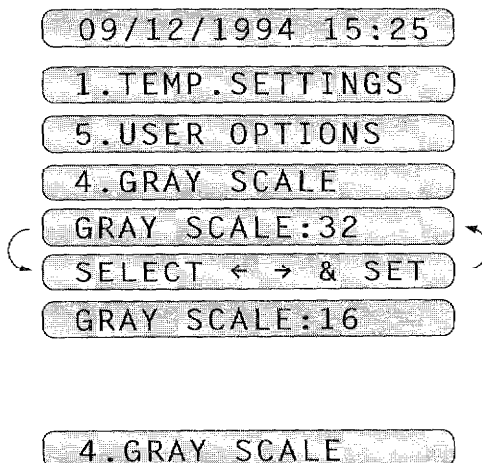 09/12/1994 15:25
1.TEMP.SETTINGS
5.USER OPTIONS
4.GRAY SCALE
GRAY SCALE:32
SELECT ← → & SET
GRAY SCALE:16
4.GRAY SCALE